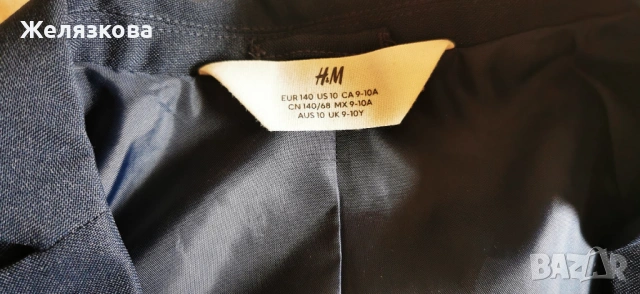 Желязкова
H&M
EUR 140 US 10 CA 9-10A
CN 140/68 MX 9-10A
AUS 10 UK 9-10Y
BAZAR